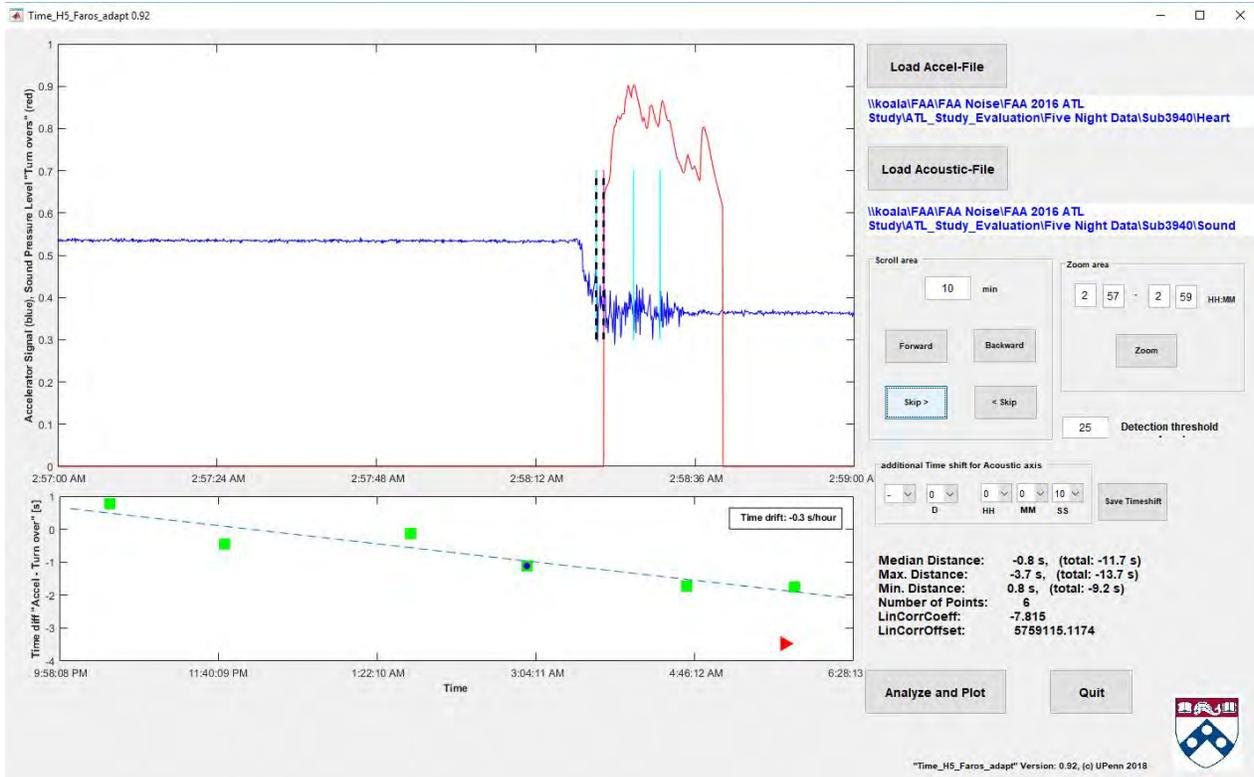 Time_H5_Faros_adapt 0.92
1
0.9
0.8
0.7
0.6
0.5
0.4
0.3
0.2
0.1
0
Accelerator Signal (blue), Sound Pressure Level "Turn overs" (red)
2:57:00 AM 2:57:24 AM 2:57:48 AM 2:58:12 AM 2:58:36 AM 2:59:00 A
1
0
-1
-2
-3
-4
Time diff "Accel - Turn over" [s]
Time drift: -0.3 s/hour
9:58:08 PM 11:40:09 PM 1:22:10 AM 3:04:11 AM 4:46:12 AM 6:28:13
Time
Load Accel-File
\\koala\FAA\FAA Noise\FAA 2016 ATL
Study\ATL_Study_Evaluation\Five Night Data\Sub3940\Heart
Load Acoustic-File
\\koala\FAA\FAA Noise\FAA 2016 ATL
Study\ATL_Study_Evaluation\Five Night Data\Sub3940\Sound
Scroll area
10 min
Forward Backward
Skip > < Skip
Zoom area
2 57 - 2 59 HH:MM
Zoom
25 Detection threshold
additional Time shift for Acoustic axis
- 0 0 0 10
D HH MM SS
Save Timeshift
Median Distance: -0.8 s, (total: -11.7 s)
Max. Distance: -3.7 s, (total: -13.7 s)
Min. Distance: 0.8 s, (total: -9.2 s)
Number of Points: 6
LinCorrCoeff: -7.815
LinCorrOffset: 5759115.1174
Analyze and Plot
Quit
"Time_H5_Faros_adapt" Version: 0.92, (c) UPenn 2018